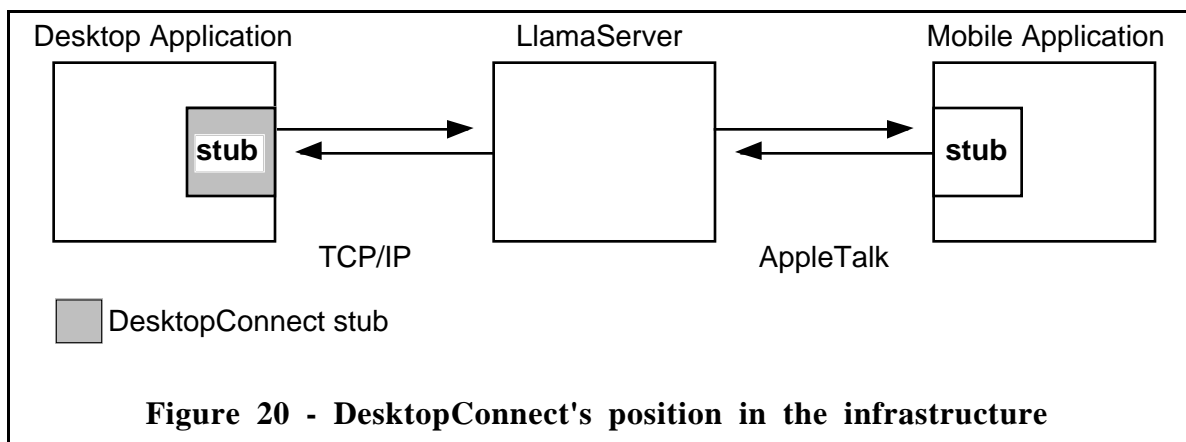 Desktop Application
LlamaServer
Mobile Application
stub
stub
TCP/IP
AppleTalk
DesktopConnect stub
Figure 20 - DesktopConnect's position in the infrastructure